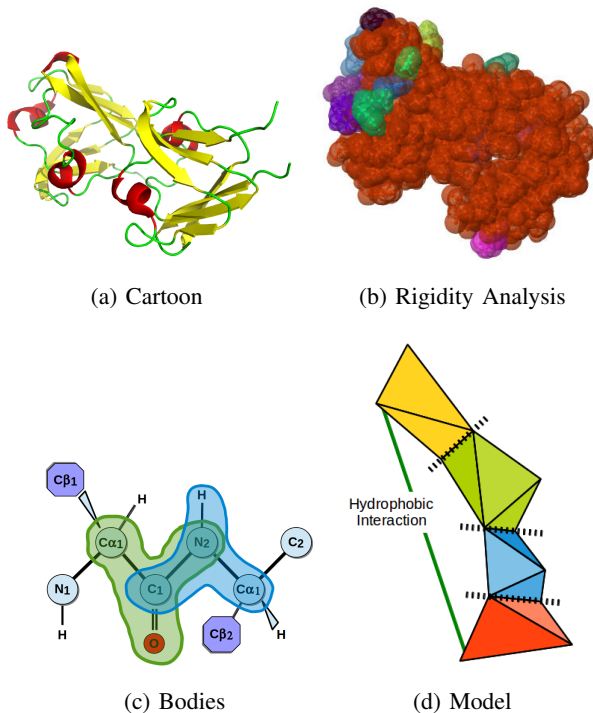 (a) Cartoon
(b) Rigidity Analysis
Cβ1
H
H
Cα1
N2
C2
N1
C1
Cα1
H
O
Cβ2
H
(c) Bodies
Hydrophobic
Interaction
(d) Model